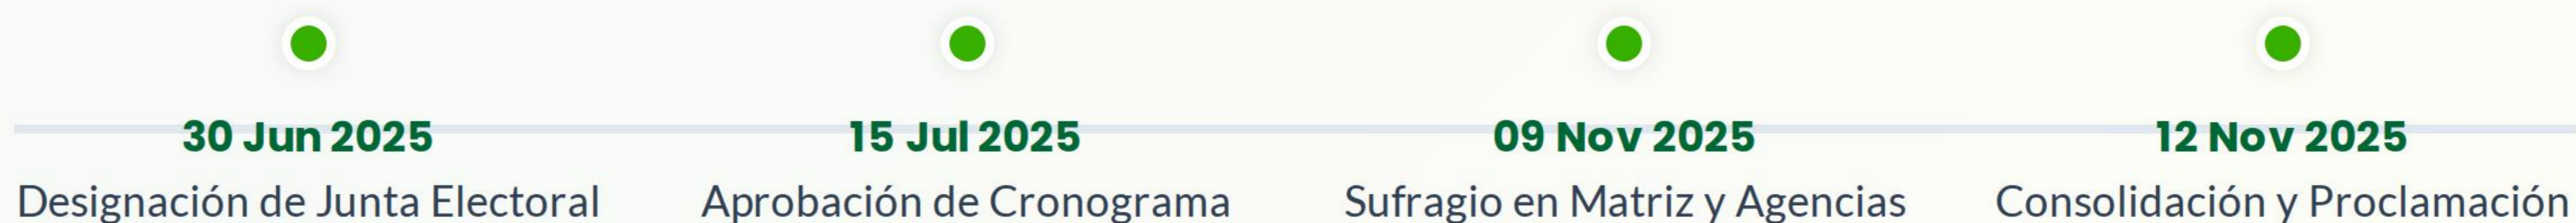 30 Jun 2025
Designación de Junta Electoral
15 Jul 2025
Aprobación de Cronograma
09 Nov 2025
Sufragio en Matriz y Agencias
12 Nov 2025
Consolidación y Proclamación